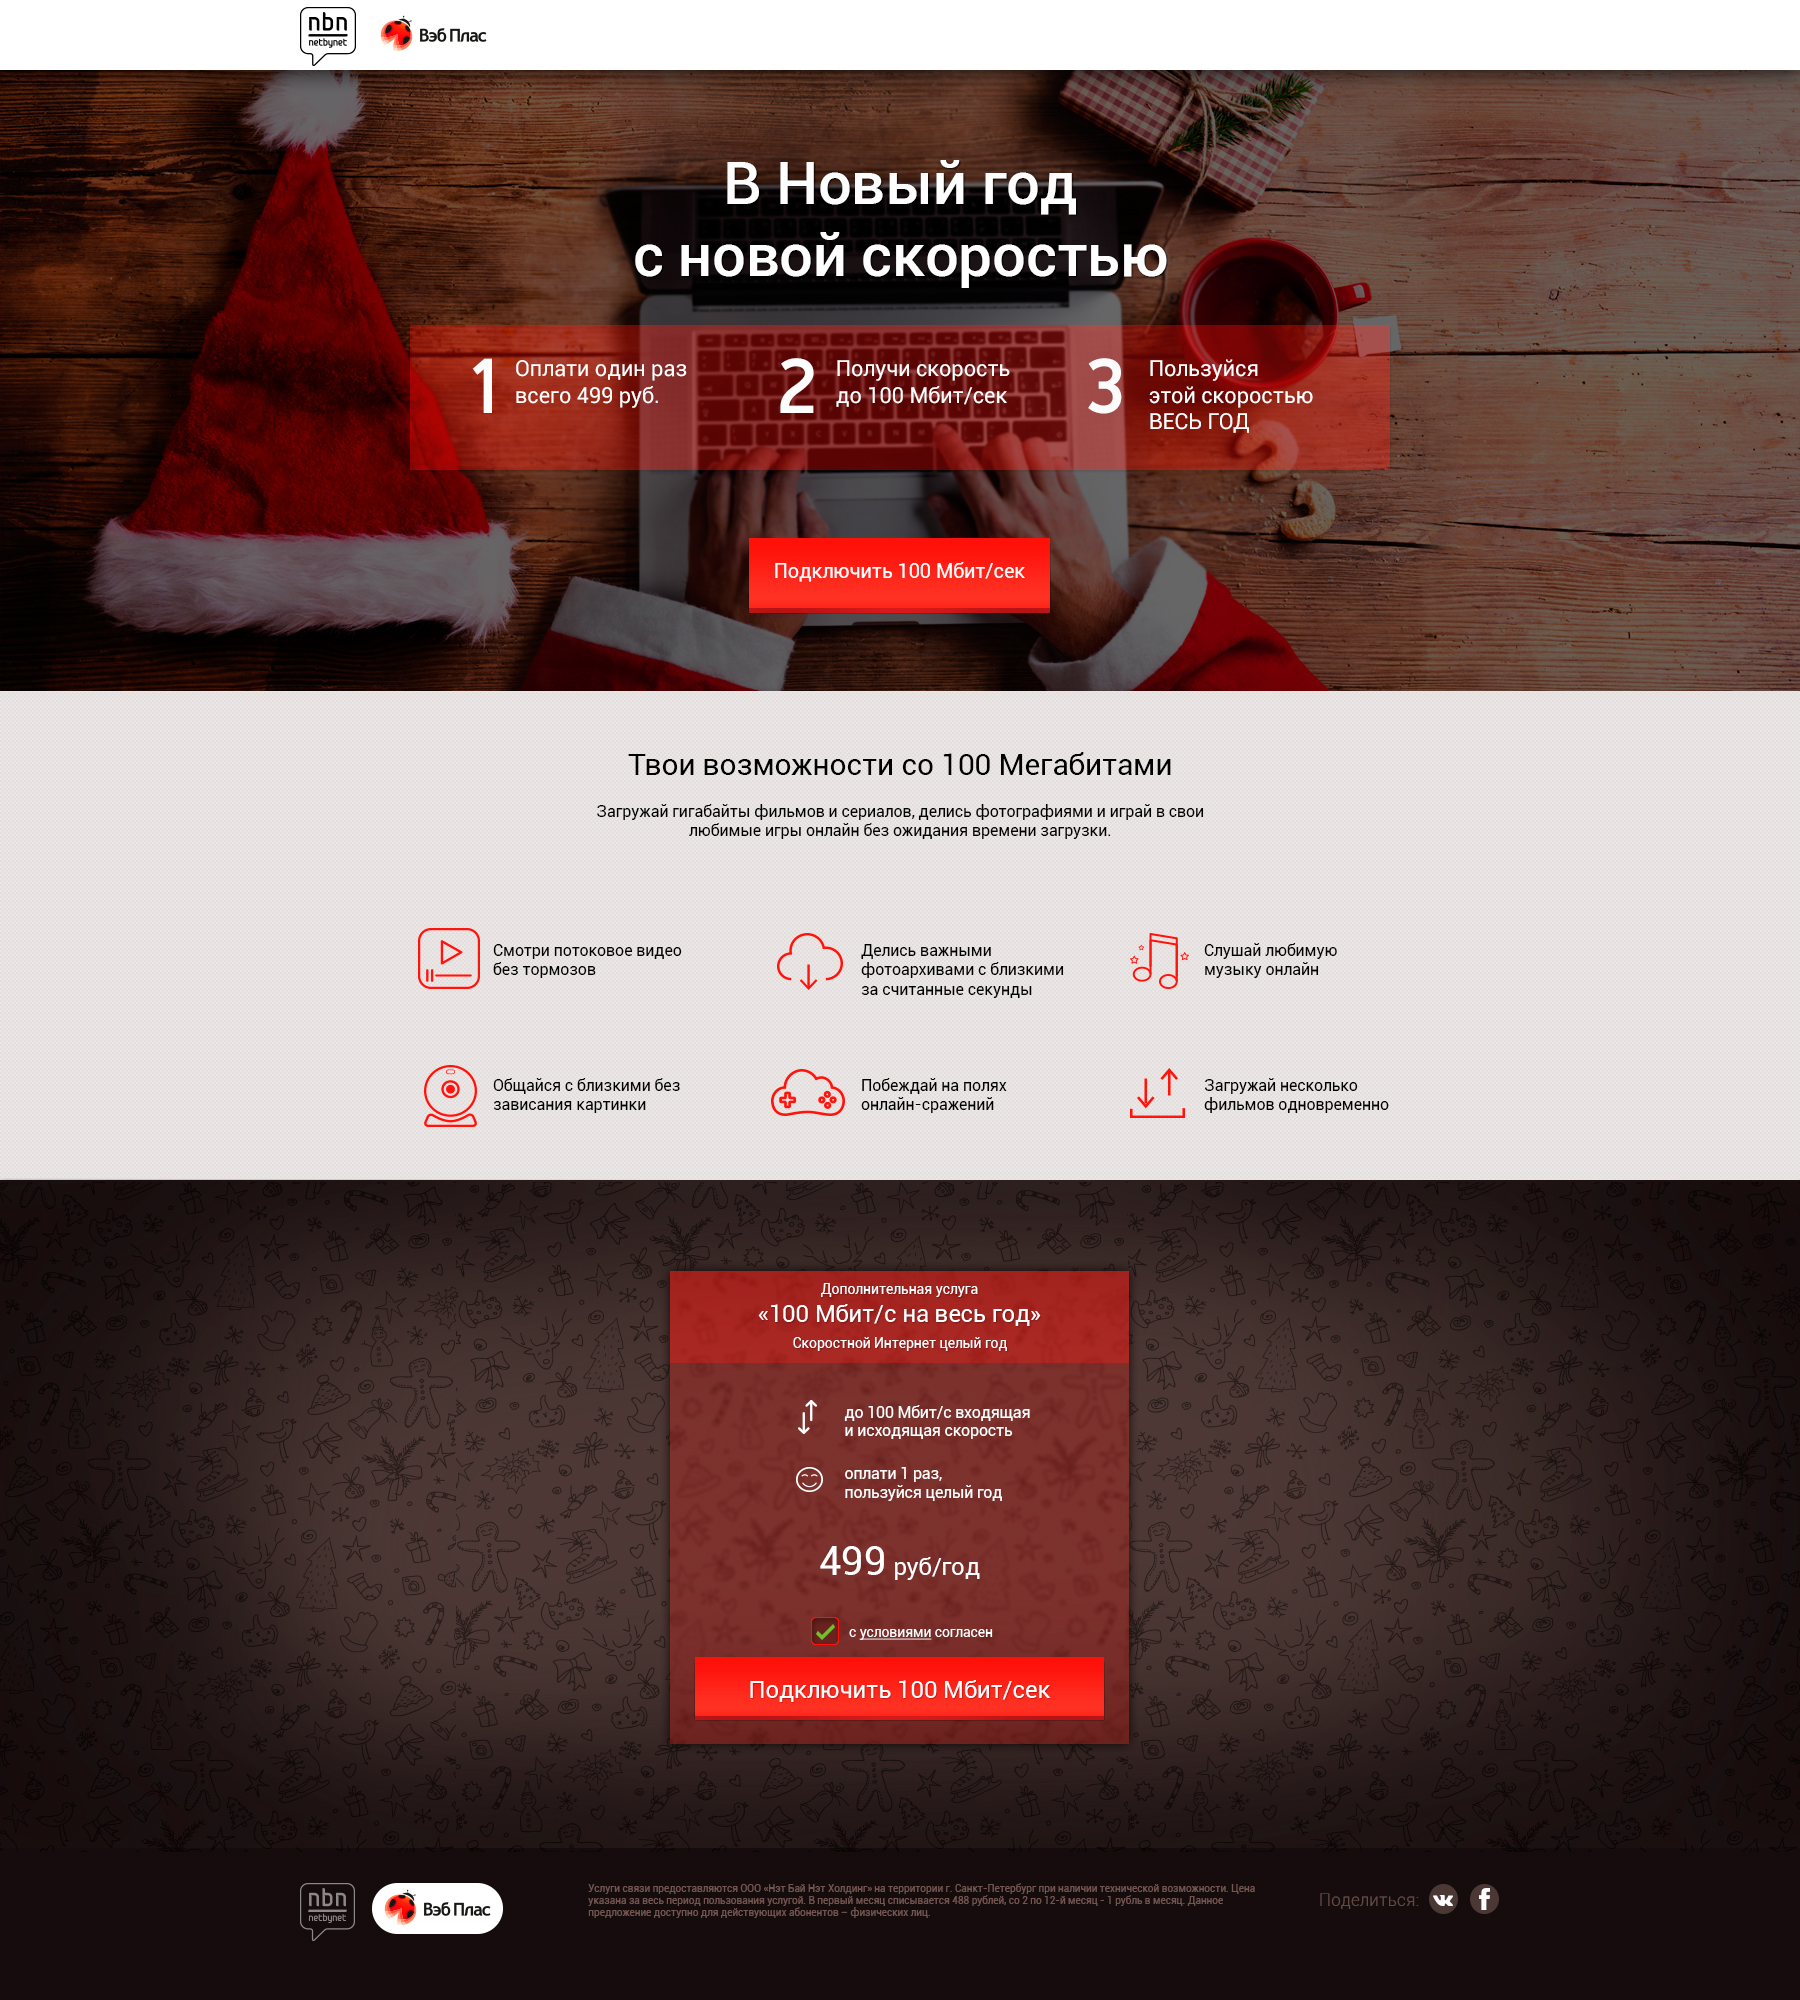 nbn
netbynet
Вэб Плас
В Новый год
с новой скоростью
1
Оплати один раз
всего 499 руб.
2
Получи скорость
до 100 Мбит/сек
3
Пользуйся
этой скоростью
ВЕСЬ ГОД
Подключить 100 Мбит/сек
Твои возможности со 100 Мегабитами
Загружай гигабайты фильмов и сериалов, делись фотографиями и играй в свои
любимые игры онлайн без ожидания времени загрузки.
Смотри потоковое видео
без тормозов
Делись важными
фотоархивами с близкими
за считанные секунды
Слушай любимую
музыку онлайн
Общайся с близкими без
зависания картинки
Побеждай на полях
онлайн-сражений
Загружай несколько
фильмов одновременно
Дополнительная услуга
«100 Мбит/с на весь год»
Скоростной Интернет целый год
до 100 Мбит/с входящая
и исходящая скорость
оплати 1 раз,
пользуйся целый год
499 руб/год
с условиями согласен
Подключить 100 Мбит/сек
nbn
netbynet
Вэб Плас
Услуги связи предоставляются ООО «Нэт Бай Нэт Холдинг» на территории г. Санкт-Петербург при наличии технической возможности. Цена
указана за весь период пользования услугой. В первый месяц списывается 488 рублей, со 2 по 12-й месяц - 1 рубль в месяц. Данное
предложение доступно для действующих абонентов – физических лиц.
Поделиться: